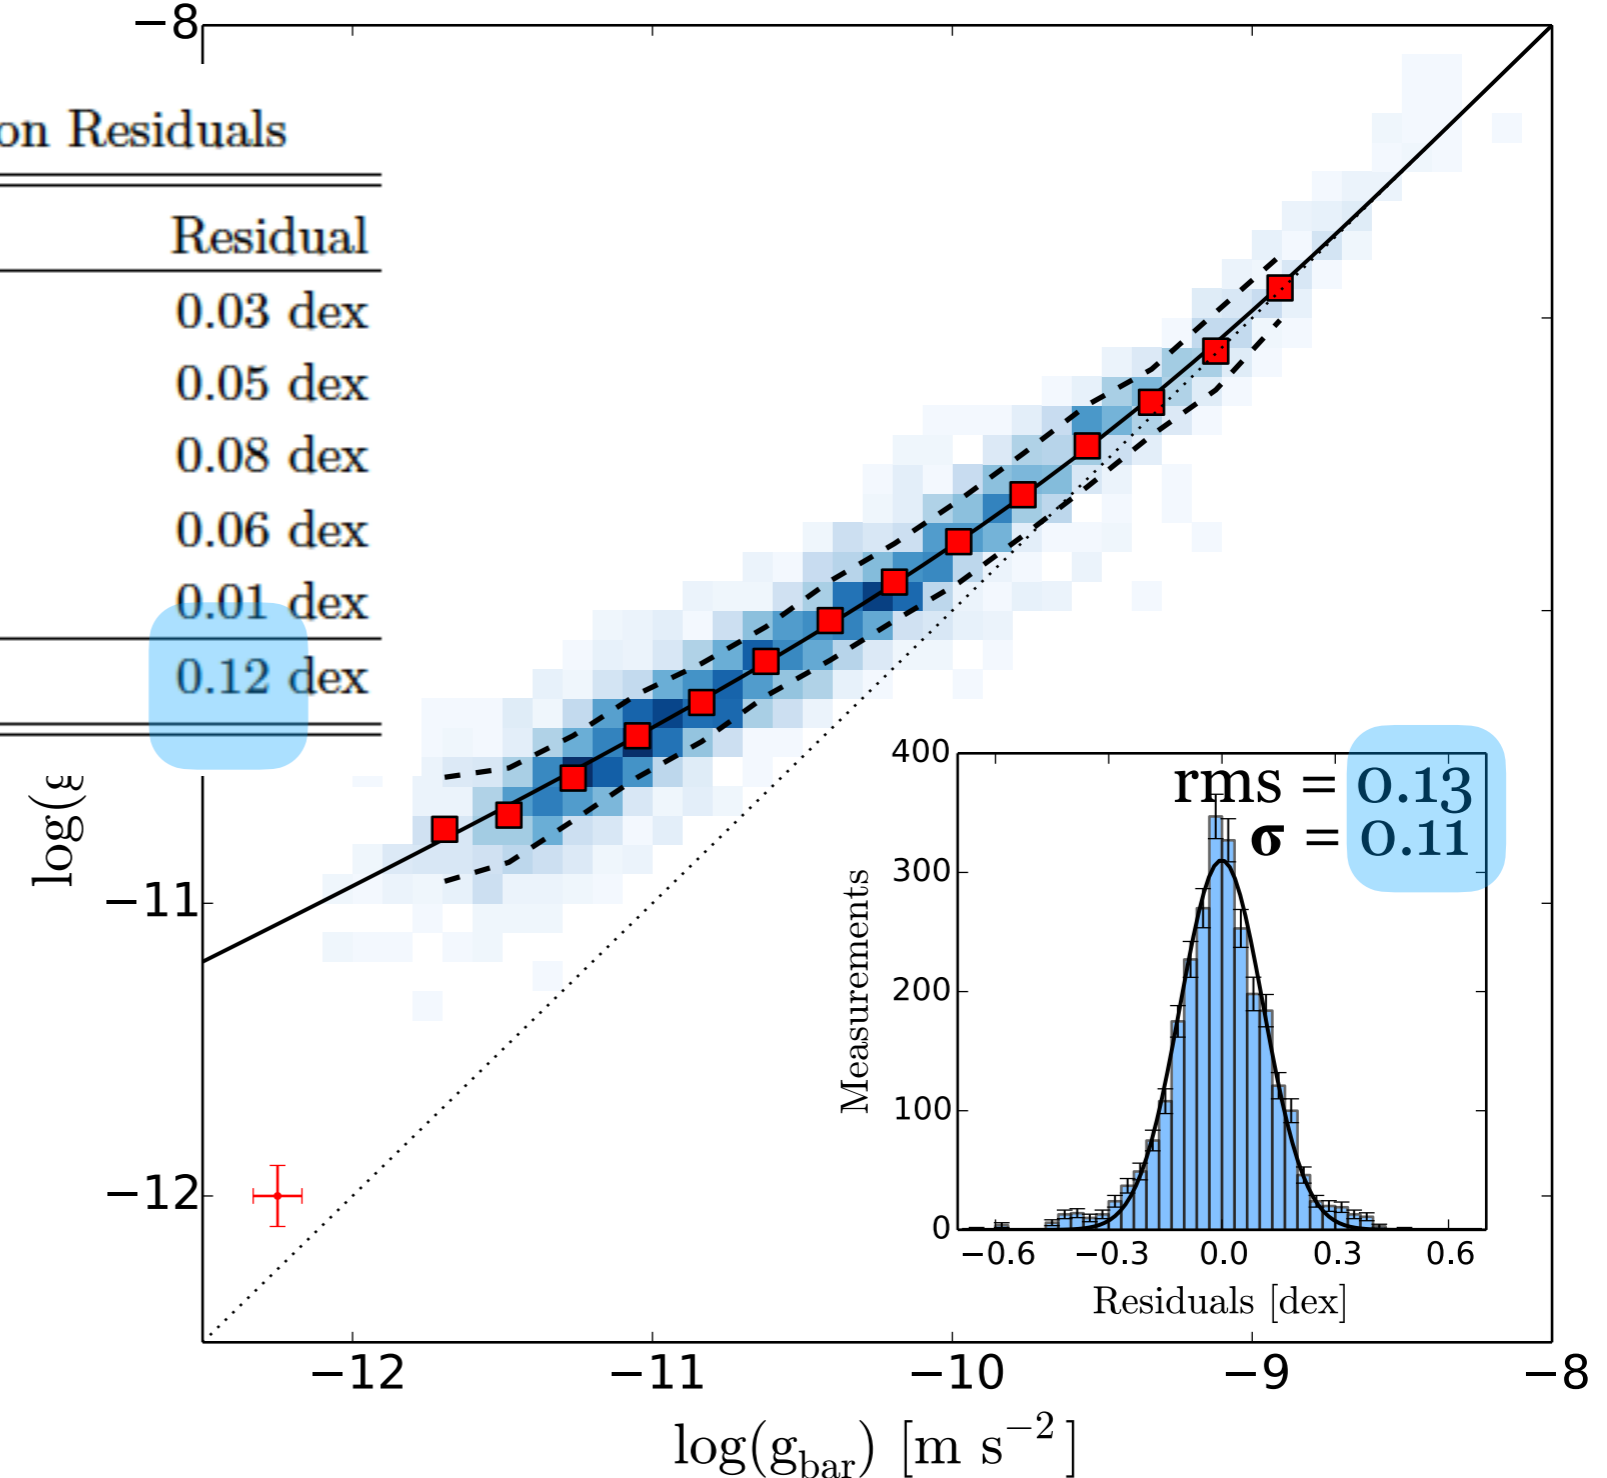 −8
on Residuals
Residual
0.03 dex
0.05 dex
0.08 dex
0.06 dex
0.01 dex
0.12 dex
log(
−11
−12
400
300
200
100
0
Measurements
rms = 0.13
σ = 0.11
−0.6 −0.3 0.0 0.3 0.6
Residuals [dex]
−12 −11 −10 −9 −8
log(gbar) [m s−2]